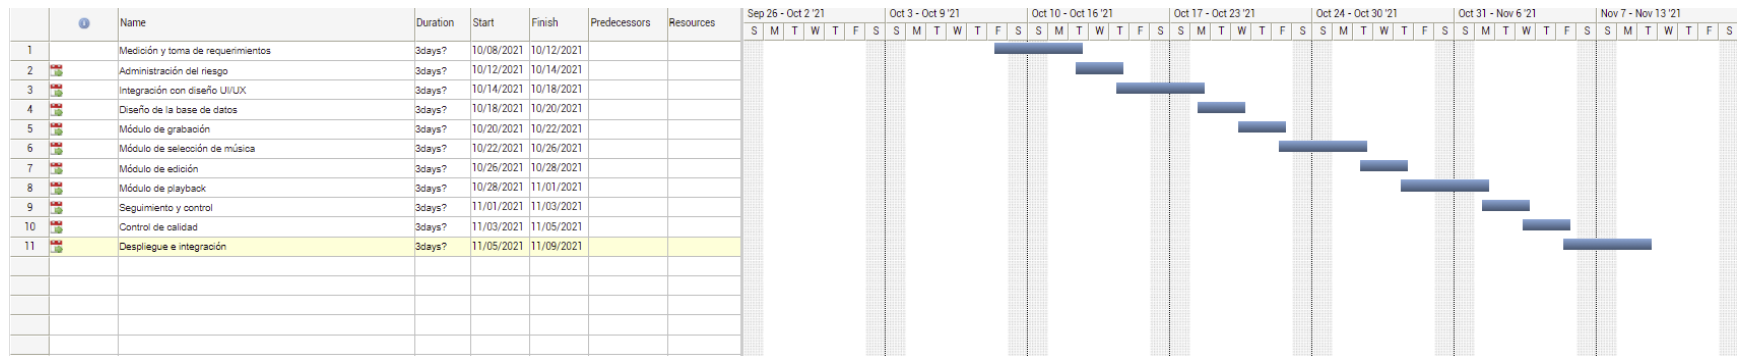 Name Duration Start Finish Predecessors Resources Sep 26 - Oct 2 '21 Oct 3 - Oct 9 '21 Oct 10 - Oct 16 '21 Oct 17 - Oct 23 '21 Oct 24 - Oct 30 '21 Oct 31 - Nov 6 '21 Nov 7 - Nov 13 '21
S M T W T F S S M T W T F S S M T W T F S S M T W T F S S M T W T F S S M T W T F S S M T W T F S
1 Medición y toma de requerimientos 3days? 10/08/2021 10/12/2021
2 Administración del riesgo 3days? 10/12/2021 10/14/2021
3 Integración con diseño UI/UX 3days? 10/14/2021 10/18/2021
4 Diseño de la base de datos 3days? 10/18/2021 10/20/2021
5 Módulo de grabación 3days? 10/20/2021 10/22/2021
6 Módulo de selección de música 3days? 10/22/2021 10/26/2021
7 Módulo de edición 3days? 10/26/2021 10/28/2021
8 Módulo de playback 3days? 10/28/2021 11/01/2021
9 Seguimiento y control 3days? 11/01/2021 11/03/2021
10 Control de calidad 3days? 11/03/2021 11/05/2021
11 Despliegue e integración 3days? 11/05/2021 11/09/2021